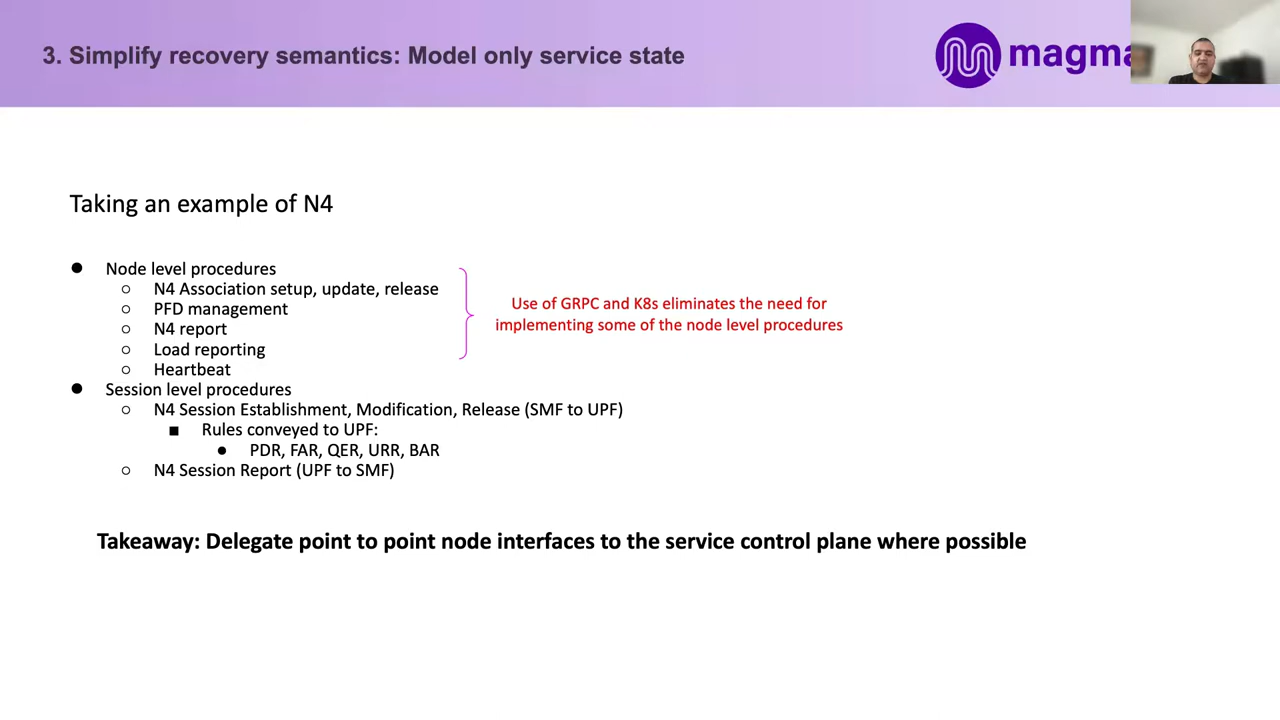 3. Simplify recovery semantics: Model only service state
magma
Taking an example of N4
● Node level procedures
○ N4 Association setup, update, release
○ PFD management
○ N4 report
○ Load reporting
○ Heartbeat
Use of GRPC and K8s eliminates the need for
implementing some of the node level procedures
● Session level procedures
○ N4 Session Establishment, Modification, Release (SMF to UPF)
■ Rules conveyed to UPF:
● PDR, FAR, QER, URR, BAR
○ N4 Session Report (UPF to SMF)
Takeaway: Delegate point to point node interfaces to the service control plane where possible